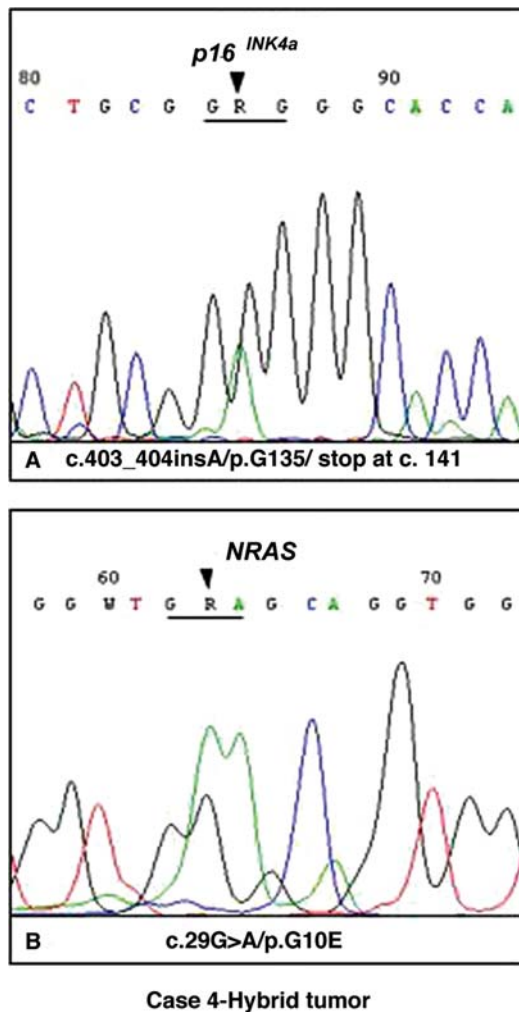 p16 INK4a
80 90
C T G C G G R G G G C A C C A
A c.403_404insA/p.G135/ stop at c. 141
NRAS
60 70
G G W T G R A G C A G G T G G
B c.29G>A/p.G10E
Case 4-Hybrid tumor